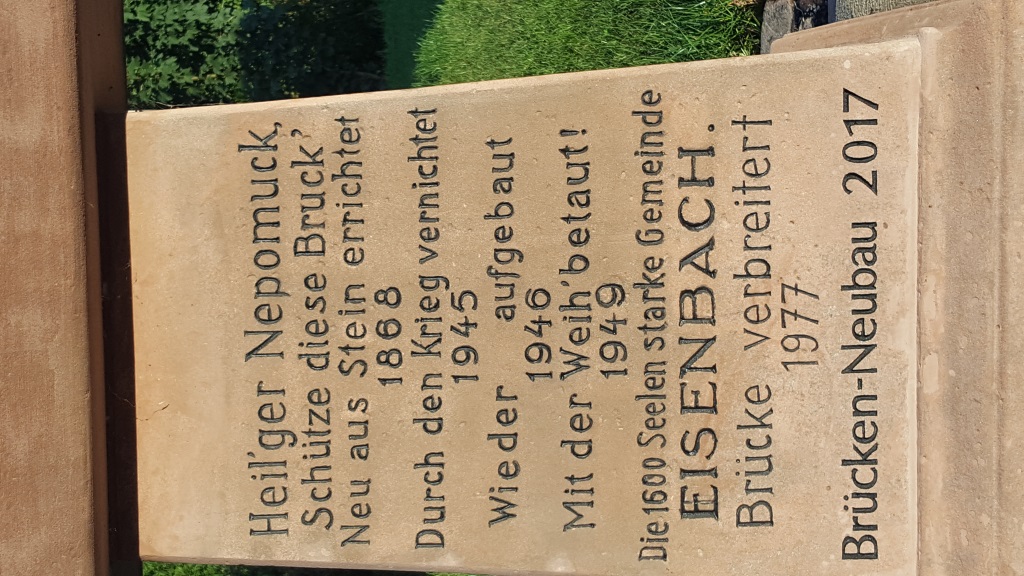 Heil'ger Nepomuck,
Schütze diese Bruck'
Neu aus Stein errichtet
1868
Durch den Krieg vernichtet
1945
Wieder aufgebaut
1946
Mit der Weih' betaut!
1949
Die 1600 Seelen starke Gemeinde
EISENBACH.
Brücke verbreitert
1977
Brücken-Neubau 2017